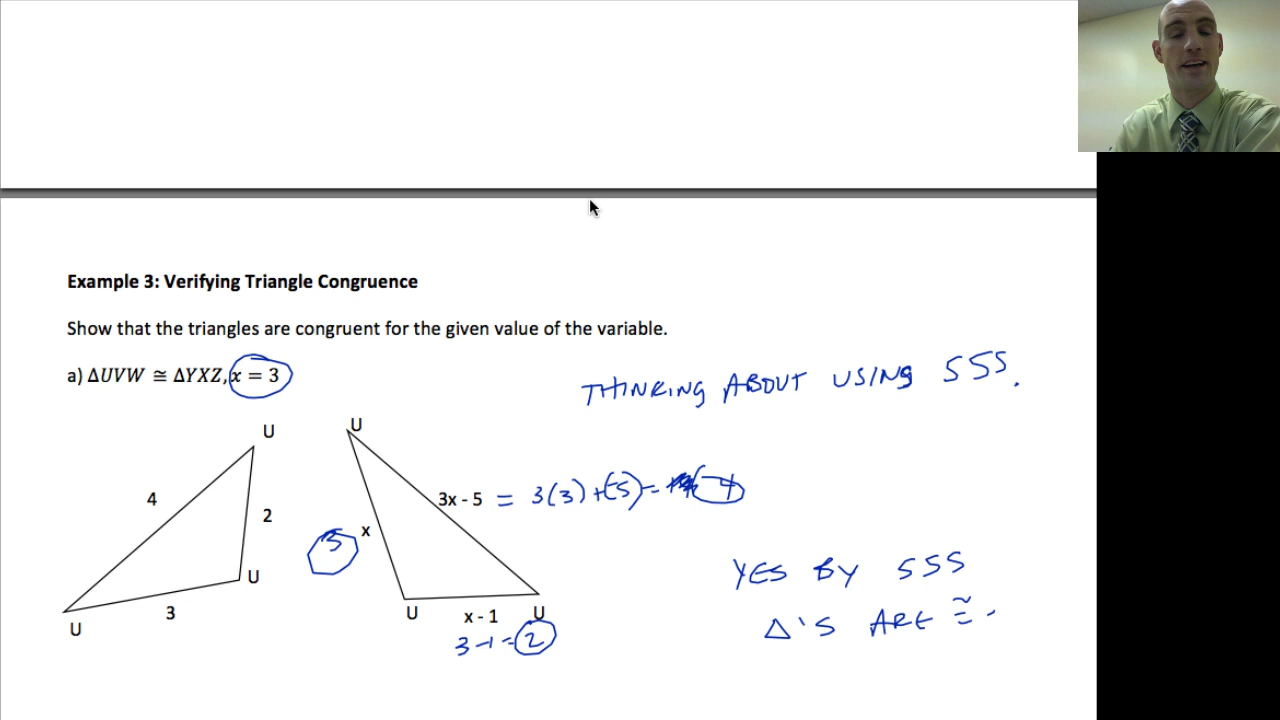 Example 3: Verifying Triangle Congruence
Show that the triangles are congruent for the given value of the variable.
a) ΔUVW ≅ ΔYXZ, x = 3
THINKING ABOUT USING SSS.
U
U
4
2
3x - 5 = 3(3)+(-5)= 4
3
x
U
3
U
U
x - 1
U
3-1=2
YES BY SSS
Δ'S ARE ≅.